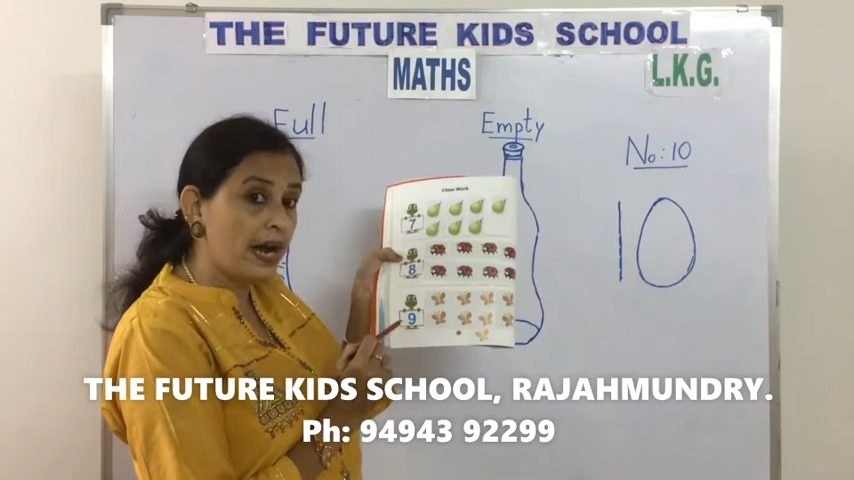 THE FUTURE KIDS SCHOOL
MATHS
L.K.G.
Full
Empty
No:10
10
Class Work
7
8
9
THE FUTURE KIDS SCHOOL, RAJAHMUNDRY.
Ph: 94943 92299